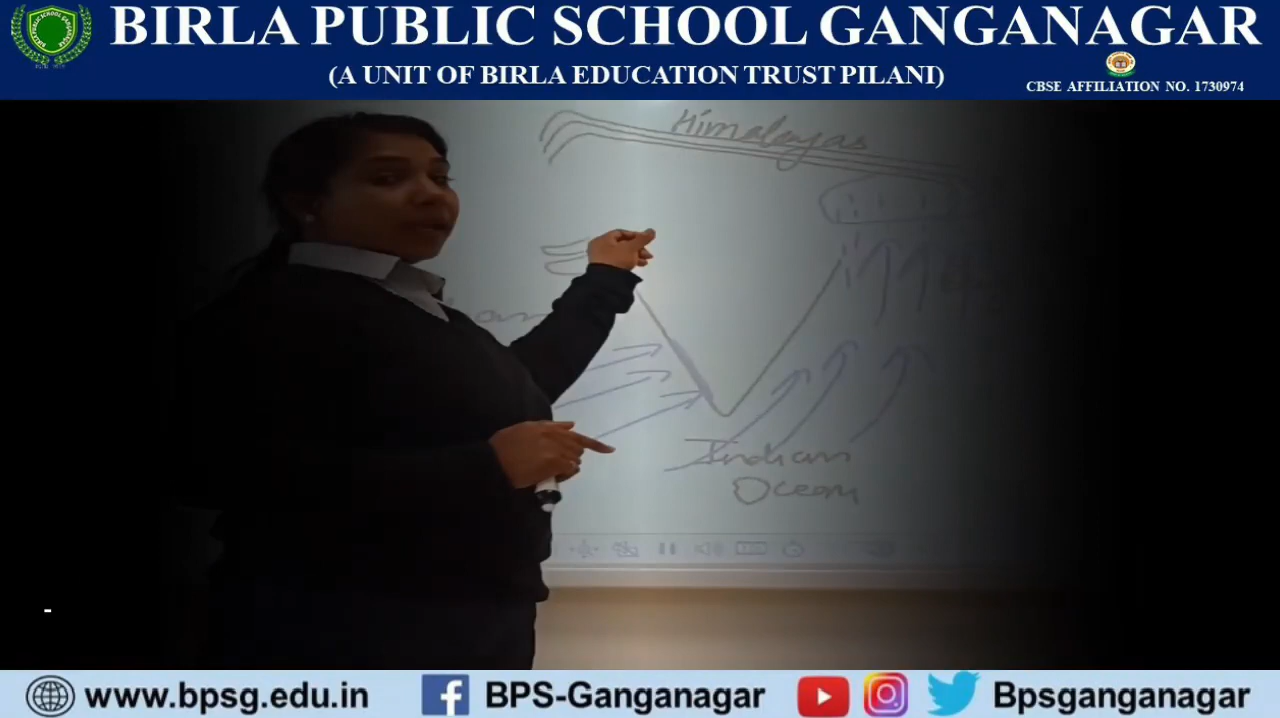 BIRLA PUBLIC SCHOOL GANGANAGAR
(A UNIT OF BIRLA EDUCATION TRUST PILANI)
CBSE AFFILIATION NO. 1730974
Himalayas
Indian
Ocean
www.bpsg.edu.in
BPS-Ganganagar
Bpsganganagar